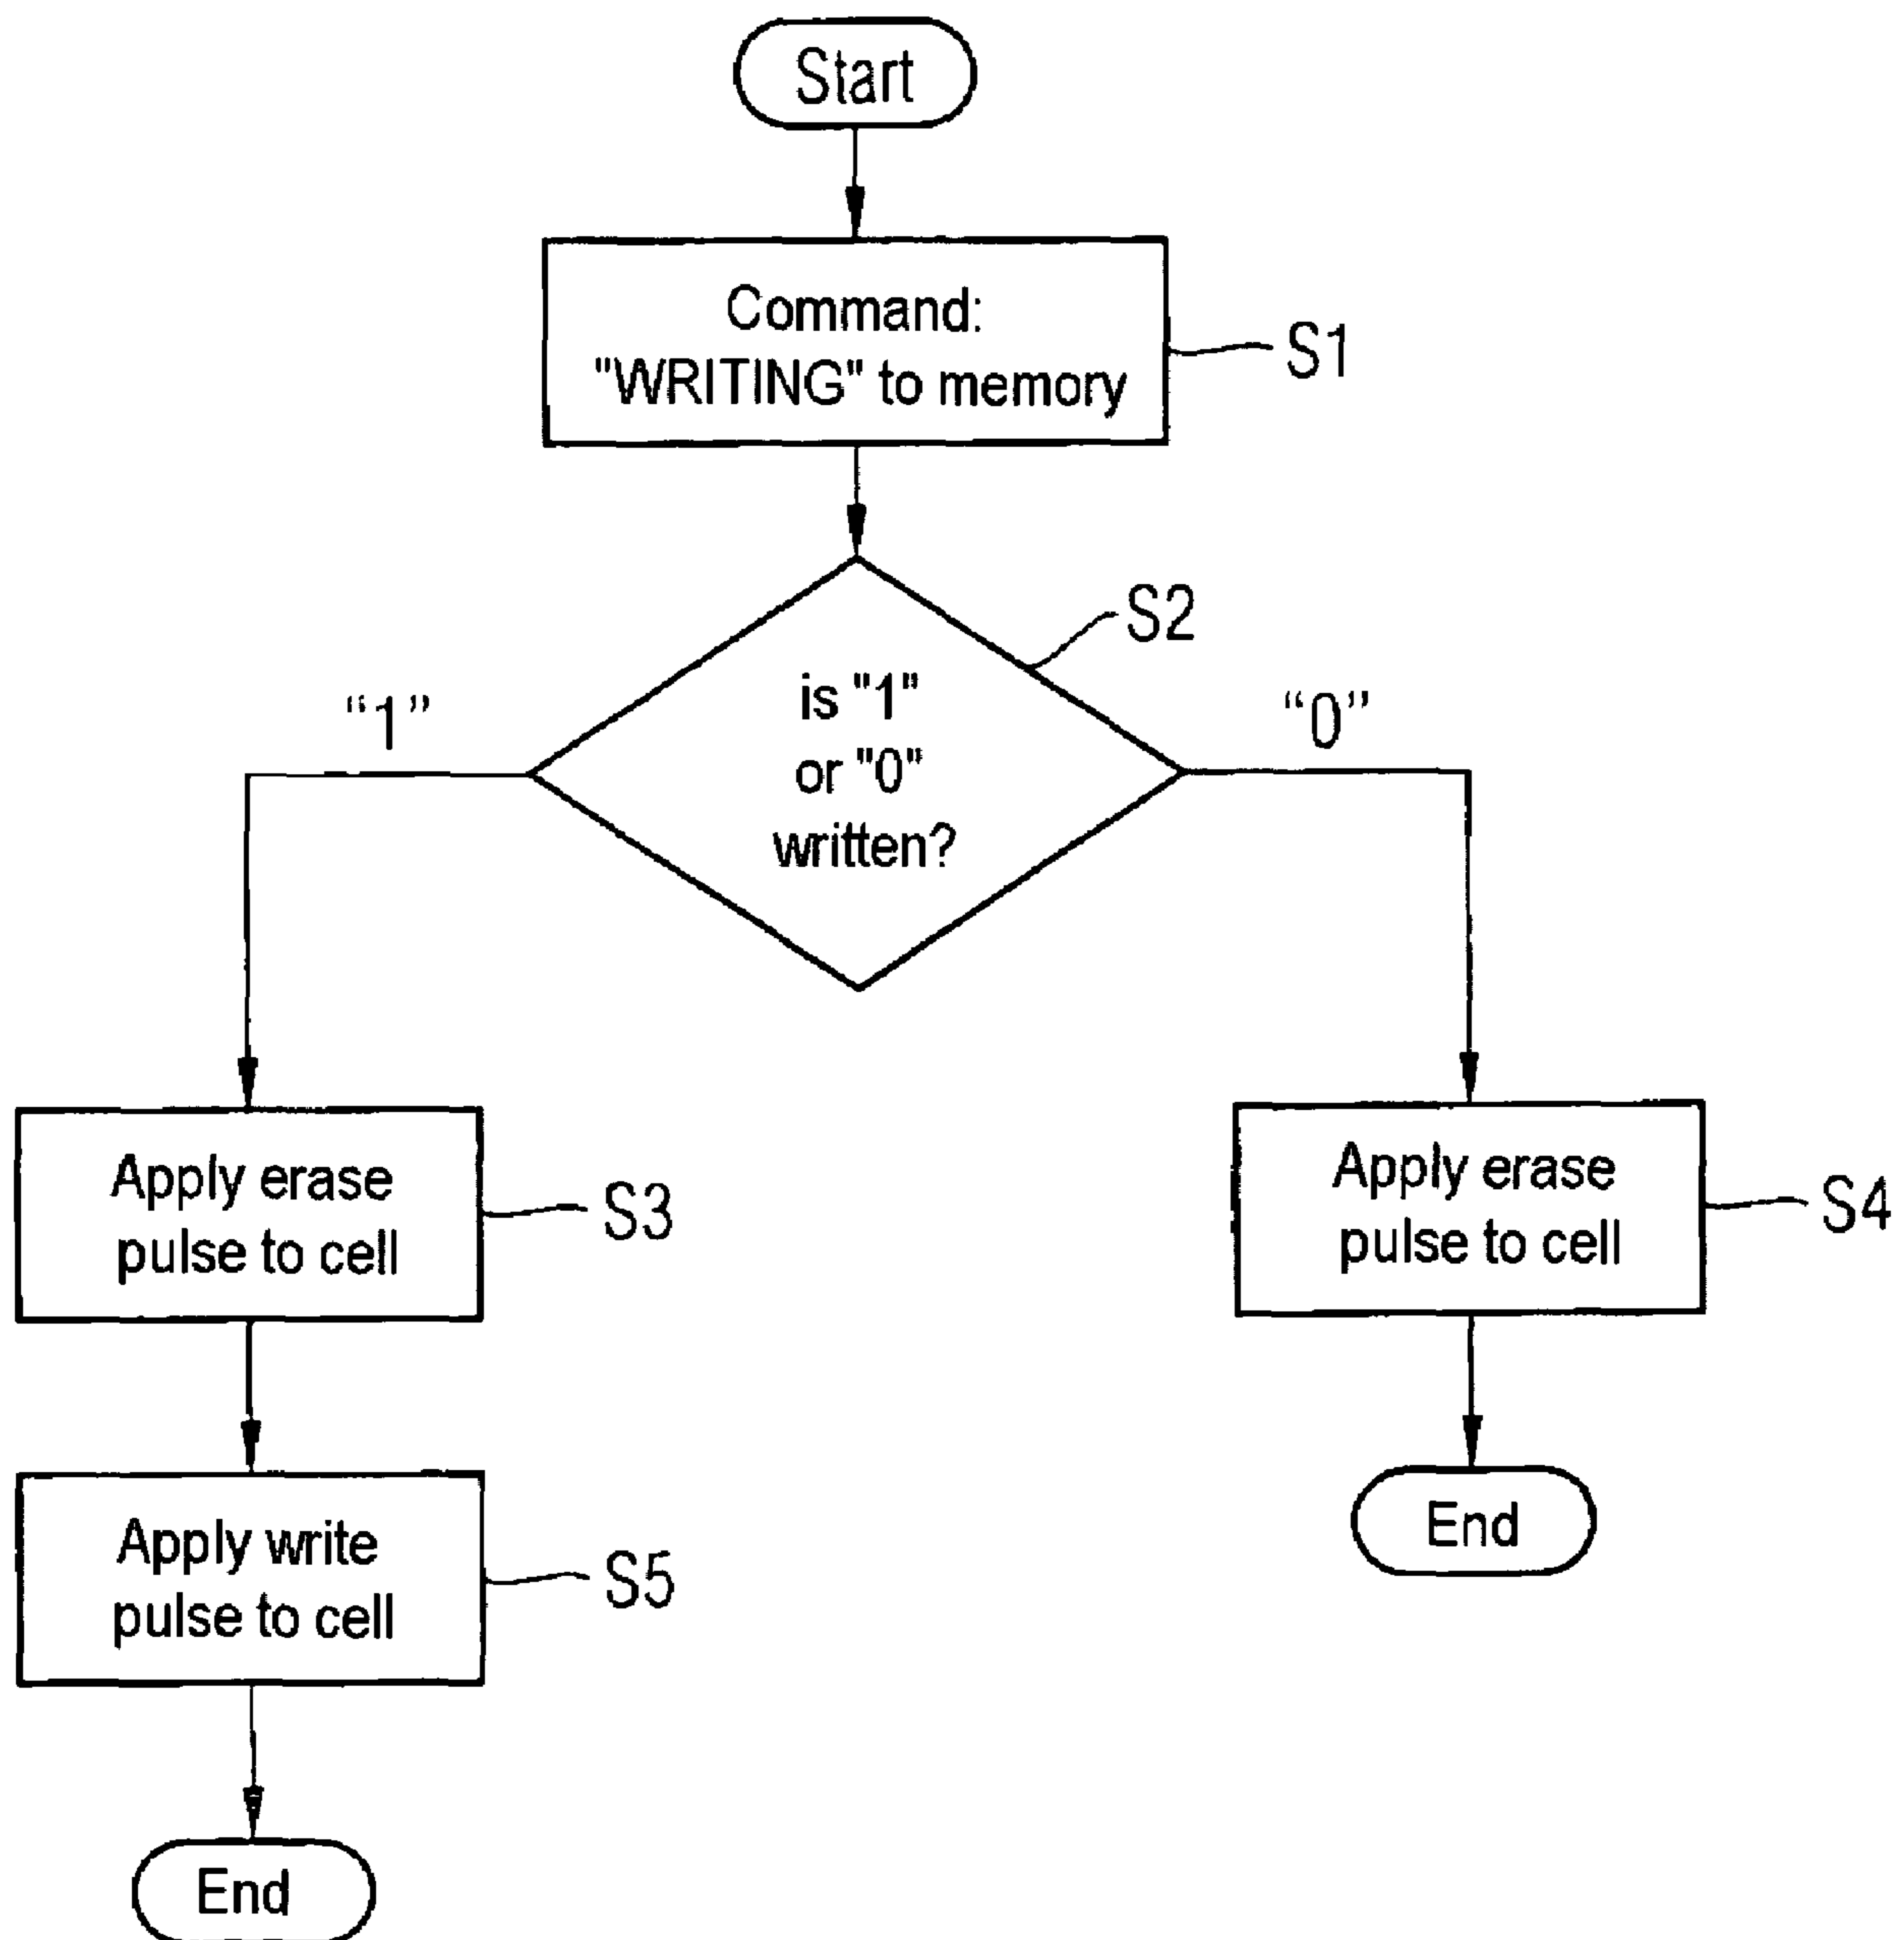 Start
Command:
"WRITING" to memory
S1
S2
is "1"
or "0"
written?
“1”
“0”
Apply erase
pulse to cell
S3
Apply erase
pulse to cell
S4
Apply write
pulse to cell
S5
End
End